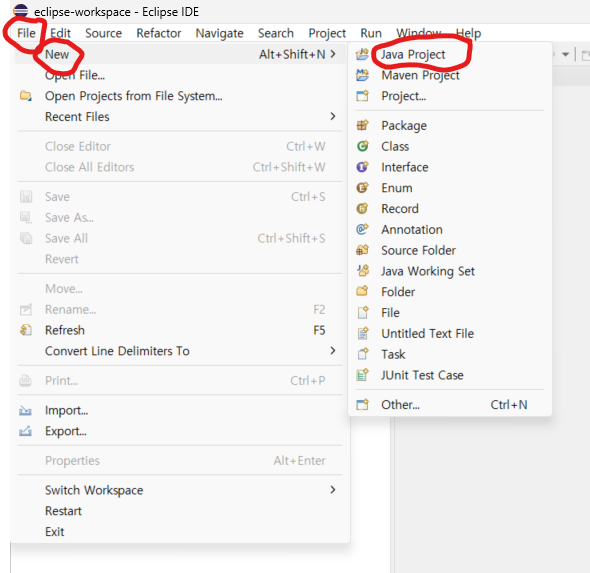 eclipse-workspace - Eclipse IDE
File Edit Source Refactor Navigate Search Project Run Window Help
New Alt+Shift+N >
Open File...
Open Projects from File System...
Recent Files >
Close Editor Ctrl+W
Close All Editors Ctrl+Shift+W
Save Ctrl+S
Save As...
Save All Ctrl+Shift+S
Revert
Move...
Rename... F2
Refresh F5
Convert Line Delimiters To >
Print... Ctrl+P
Import...
Export...
Properties Alt+Enter
Switch Workspace >
Restart
Exit
Java Project
Maven Project
Project...
Package
Class
Interface
Enum
Record
Annotation
Source Folder
Java Working Set
Folder
File
Untitled Text File
Task
JUnit Test Case
Other... Ctrl+N